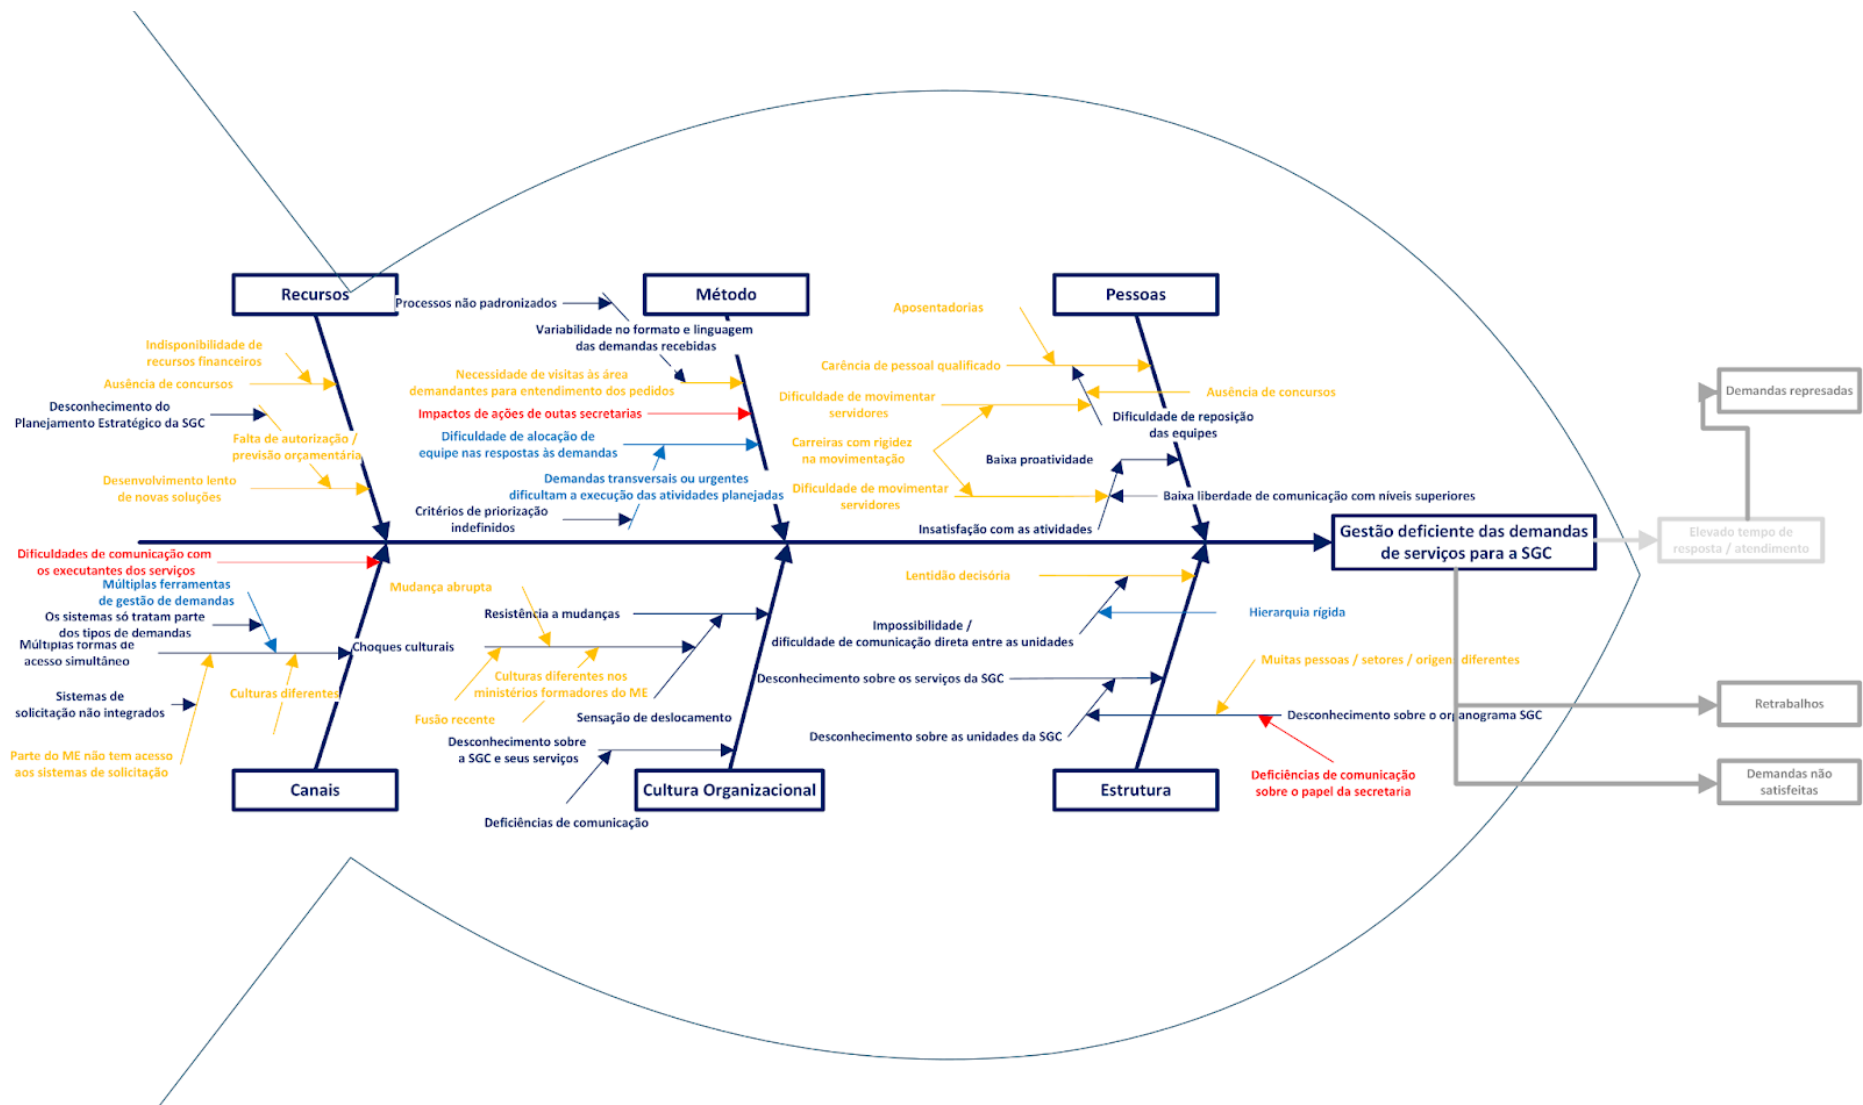 Recursos
Método
Pessoas
Processos não padronizados
Variabilidade no formato e linguagem
das demandas recebidas
Aposentadorias
Indisponibilidade de
recursos financeiros
Ausência de concursos
Desconhecimento do
Planejamento Estratégico da SGC
Falta de autorização /
previsão orçamentária
Desenvolvimento lento
de novas soluções
Necessidade de visitas às área
demandantes para entendimento dos pedidos
Impactos de ações de outas secretarias
Dificuldade de alocação de
equipe nas respostas às demandas
Demandas transversais ou urgentes
dificultam a execução das atividades planejadas
Critérios de priorização
indefinidos
Carência de pessoal qualificado
Dificuldade de movimentar
servidores
Ausência de concursos
Dificuldade de reposição
das equipes
Carreiras com rigidez
na movimentação
Baixa proatividade
Dificuldade de movimentar
servidores
Baixa liberdade de comunicação com níveis superiores
Insatisfação com as atividades
Gestão deficiente das demandas
de serviços para a SGC
Elevado tempo de
resposta / atendimento
Demandas represadas
Retrabalhos
Demandas não
satisfeitas
Dificuldades de comunicação com
os executantes dos serviços
Múltiplas ferramentas
de gestão de demandas
Os sistemas só tratam parte
dos tipos de demandas
Múltiplas formas de
acesso simultâneo
Sistemas de
solicitação não integrados
Culturas diferentes
Parte do ME não tem acesso
aos sistemas de solicitação
Canais
Mudança abrupta
Resistência a mudanças
Choques culturais
Culturas diferentes nos
ministérios formadores do ME
Fusão recente
Sensação de deslocamento
Desconhecimento sobre
a SGC e seus serviços
Deficiências de comunicação
Cultura Organizacional
Lentidão decisória
Hierarquia rígida
Impossibilidade /
dificuldade de comunicação direta entre as unidades
Muitas pessoas / setores / origens diferentes
Desconhecimento sobre os serviços da SGC
Desconhecimento sobre o organograma SGC
Desconhecimento sobre as unidades da SGC
Deficiências de comunicação
sobre o papel da secretaria
Estrutura